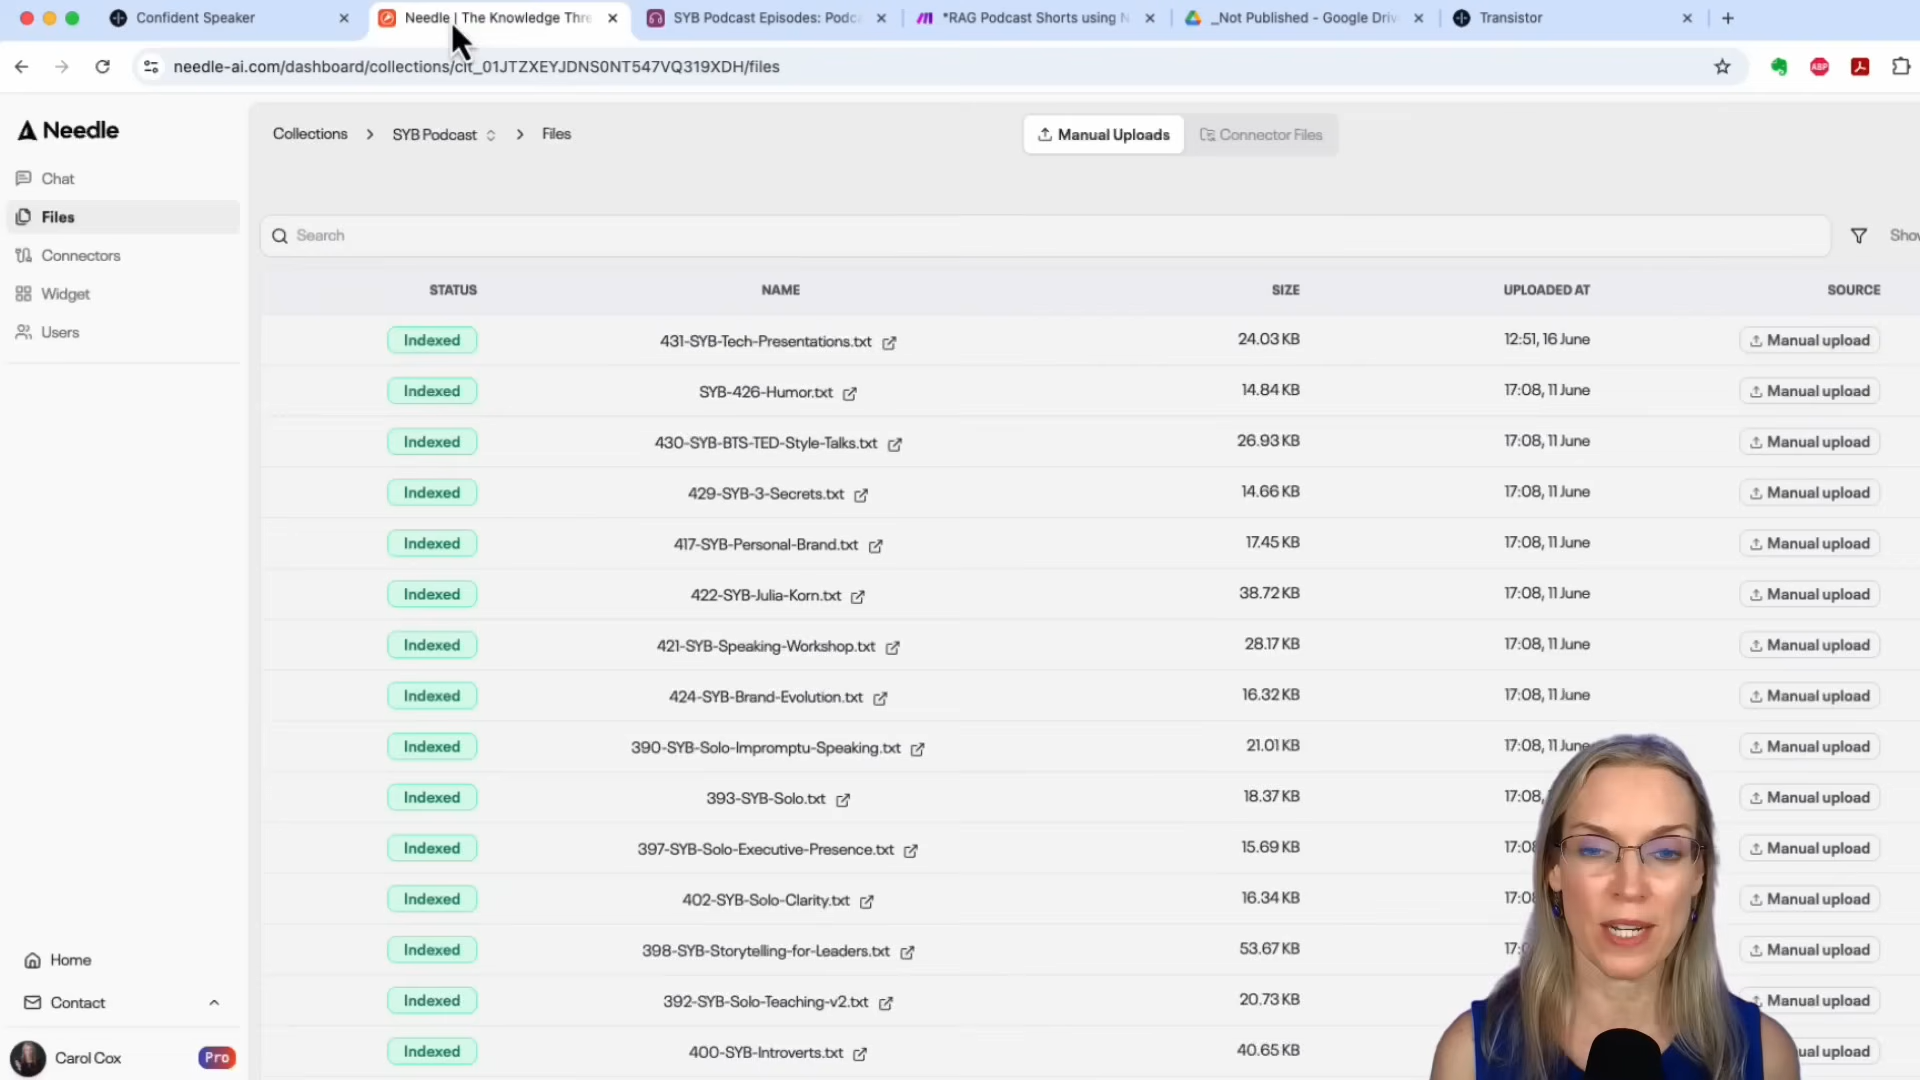 Confident Speaker
Needle | The Knowledge Thre
SYB Podcast Episodes: Podc
*RAG Podcast Shorts using N
_Not Published - Google Driv
Transistor
needle-ai.com/dashboard/collections/clt_01JTZXEYJDNS0NT547VQ319XDH/files
ABP
Needle
Collections
SYB Podcast
Files
Manual Uploads
Connector Files
Chat
Files
Connectors
Widget
Users
Search
Show
STATUS NAME SIZE UPLOADED AT SOURCE
Indexed 431-SYB-Tech-Presentations.txt 24.03 KB 12:51, 16 June Manual upload
Indexed SYB-426-Humor.txt 14.84 KB 17:08, 11 June Manual upload
Indexed 430-SYB-BTS-TED-Style-Talks.txt 26.93 KB 17:08, 11 June Manual upload
Indexed 429-SYB-3-Secrets.txt 14.66 KB 17:08, 11 June Manual upload
Indexed 417-SYB-Personal-Brand.txt 17.45 KB 17:08, 11 June Manual upload
Indexed 422-SYB-Julia-Korn.txt 38.72 KB 17:08, 11 June Manual upload
Indexed 421-SYB-Speaking-Workshop.txt 28.17 KB 17:08, 11 June Manual upload
Indexed 424-SYB-Brand-Evolution.txt 16.32 KB 17:08, 11 June Manual upload
Indexed 390-SYB-Solo-Impromptu-Speaking.txt 21.01 KB 17:08, 11 June Manual upload
Indexed 393-SYB-Solo.txt 18.37 KB 17:08, Manual upload
Indexed 397-SYB-Solo-Executive-Presence.txt 15.69 KB 17:08 Manual upload
Indexed 402-SYB-Solo-Clarity.txt 16.34 KB 17:08 Manual upload
Indexed 398-SYB-Storytelling-for-Leaders.txt 53.67 KB 17: Manual upload
Indexed 392-SYB-Solo-Teaching-v2.txt 20.73 KB Manual upload
Indexed 400-SYB-Introverts.txt 40.65 KB ual upload
Home
Contact
Carol Cox
Pro